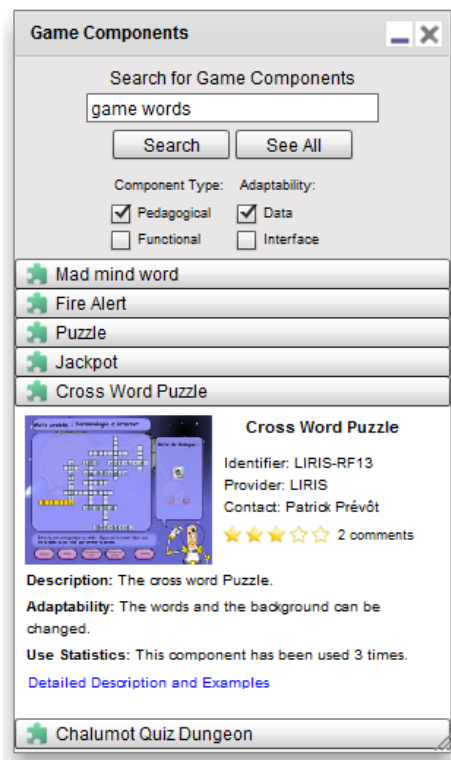 Game Components
Search for Game Components
game words
Search See All
Component Type: Adaptability:
Pedagogical Data
Functional Interface
Mad mind word
Fire Alert
Puzzle
Jackpot
Cross Word Puzzle
Cross Word Puzzle
Identifier: LIRIS-RF13
Provider: LIRIS
Contact: Patrick Prévôt
2 comments
Description: The cross word Puzzle.
Adaptability: The words and the background can be
changed.
Use Statistics: This component has been used 3 times.
Detailed Description and Examples
Chalumot Quiz Dungeon